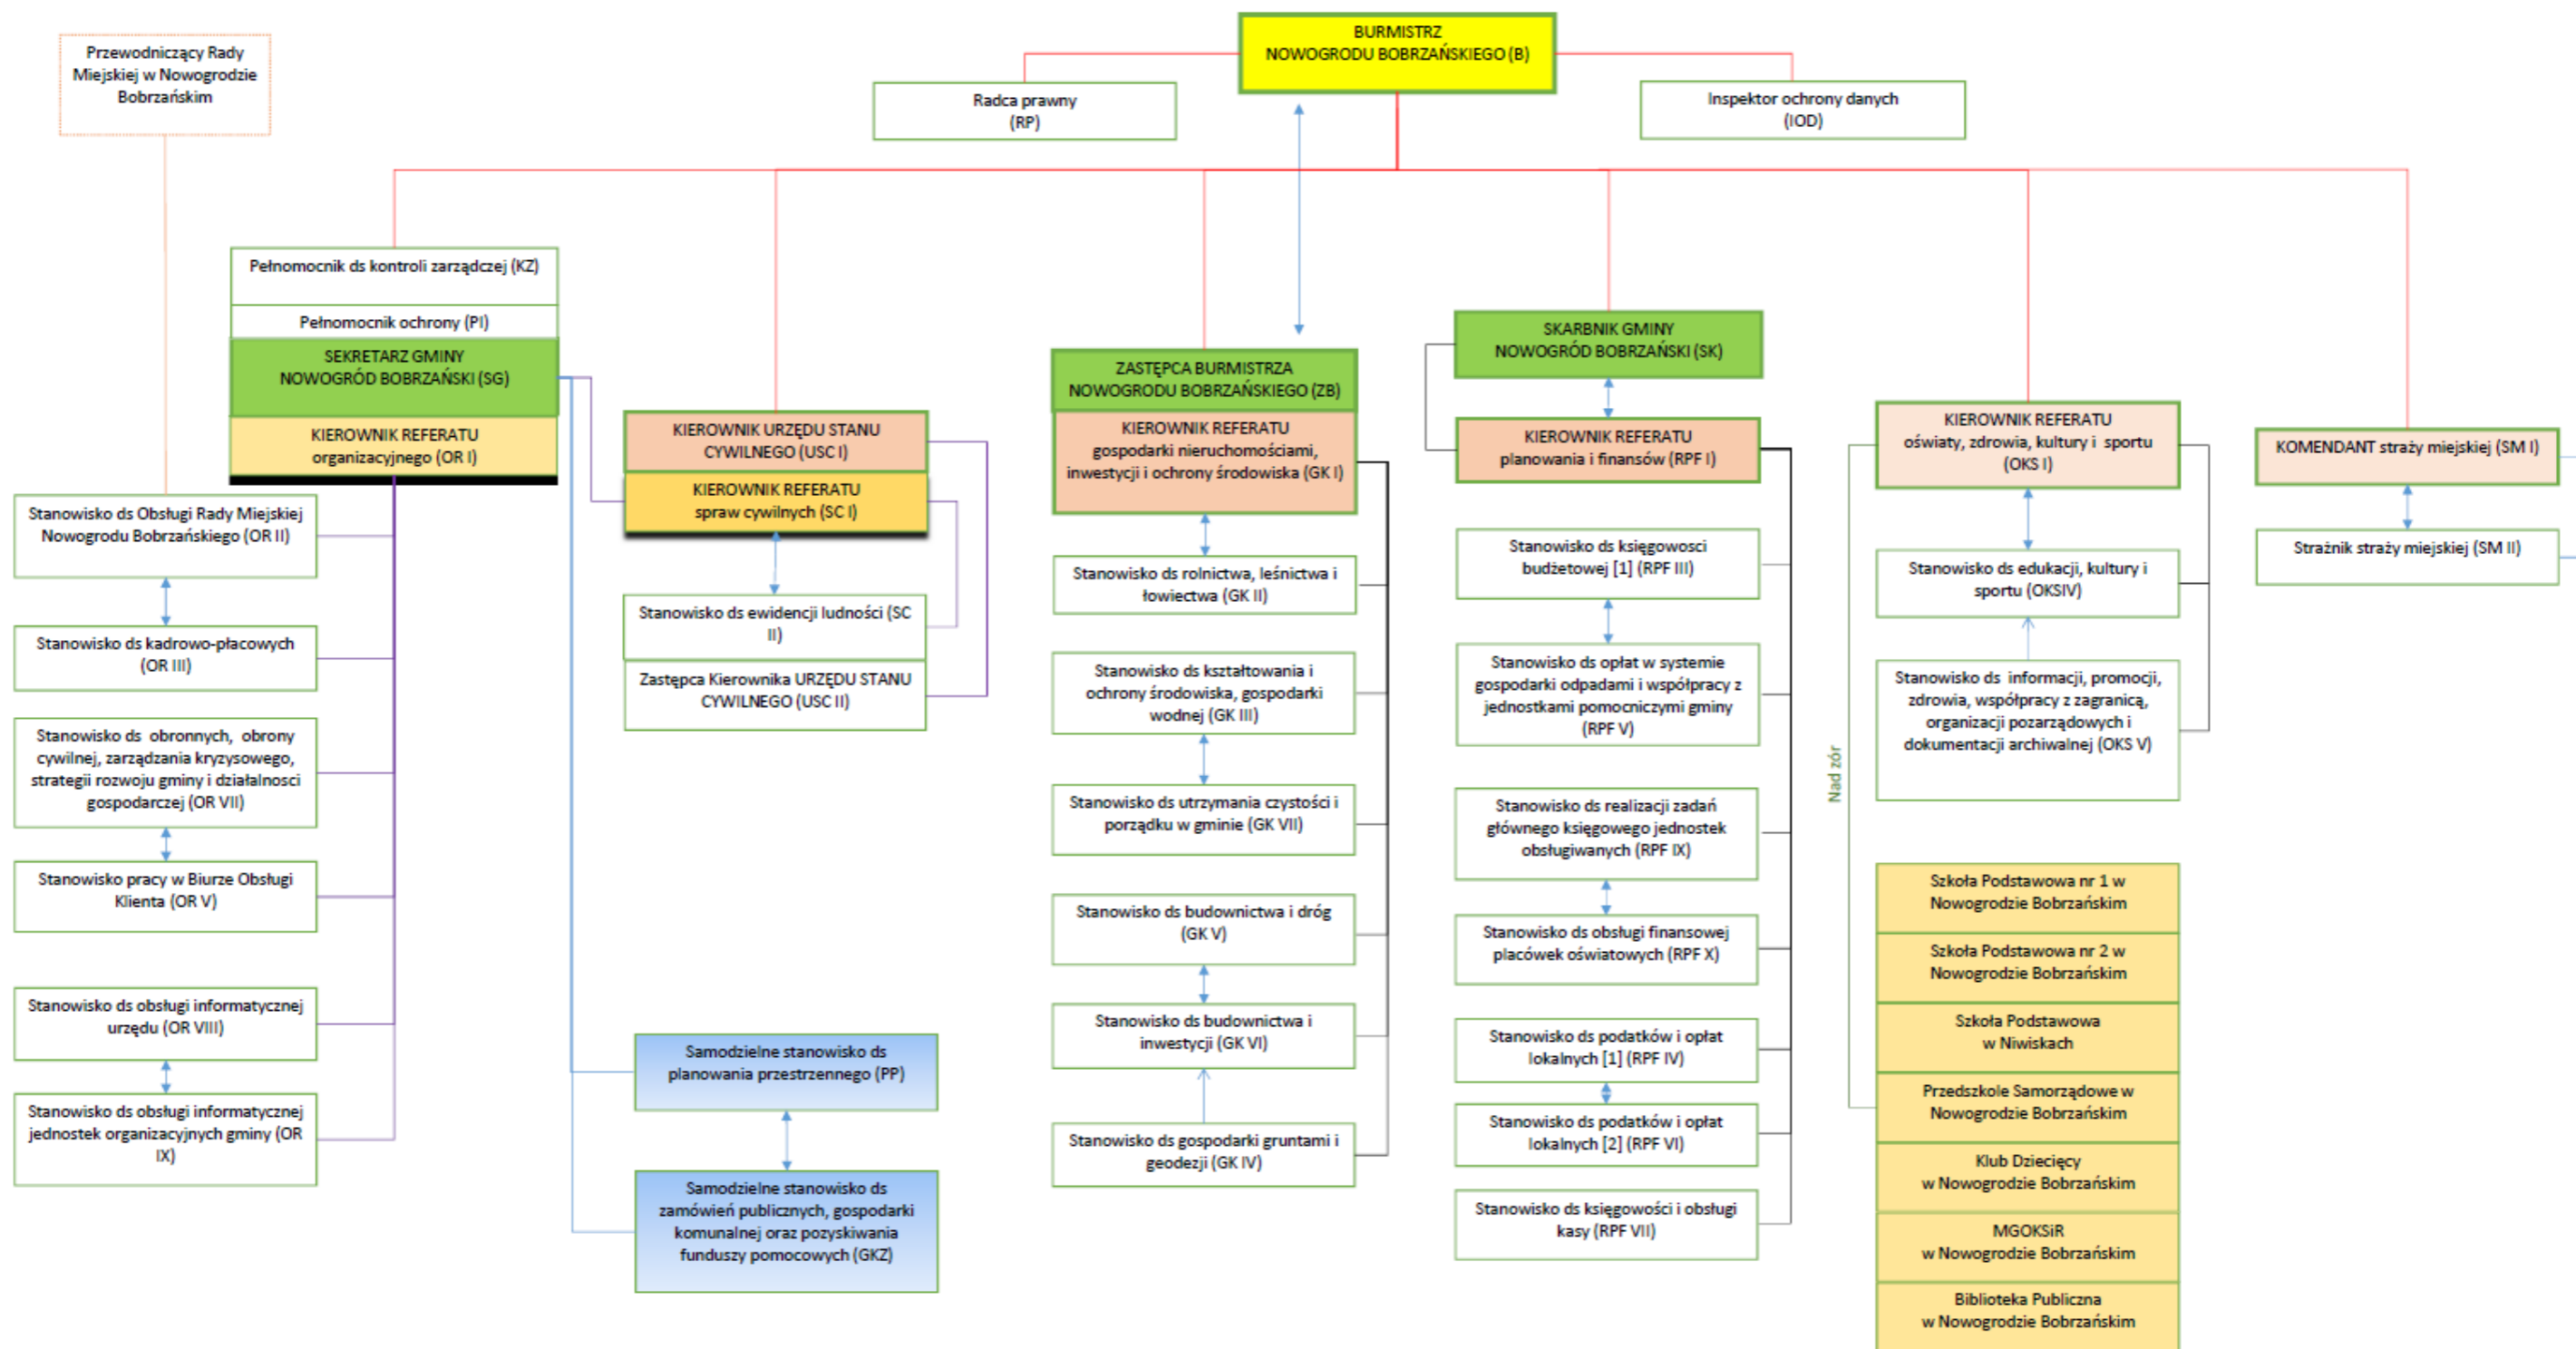 BURMISTRZ
NOWOGRODU BOBRZAŃSKIEGO (B)
Przewodniczący Rady
Miejskiej w Nowogrodzie
Bobrzańskim
Radca prawny
(RP)
Inspektor ochrony danych
(IOD)
Pełnomocnik ds kontroli zarządczej (KZ)
Pełnomocnik ochrony (PI)
SEKRETARZ GMINY
NOWOGRÓD BOBRZAŃSKI (SG)
KIEROWNIK REFERATU
organizacyjnego (OR I)
Stanowisko ds Obsługi Rady Miejskiej
Nowogrodu Bobrzańskiego (OR II)
Stanowisko ds kadrowo-płacowych
(OR III)
Stanowisko ds obronnych, obrony
cywilnej, zarządzania kryzysowego,
strategii rozwoju gminy i działalnosci
gospodarczej (OR VII)
Stanowisko pracy w Biurze Obsługi
Klienta (OR V)
Stanowisko ds obsługi informatycznej
urzędu (OR VIII)
Stanowisko ds obsługi informatycznej
jednostek organizacyjnych gminy (OR
IX)
KIEROWNIK URZĘDU STANU
CYWILNEGO (USC I)
KIEROWNIK REFERATU
spraw cywilnych (SC I)
Stanowisko ds ewidencji ludności (SC
II)
Zastępca Kierownika URZĘDU STANU
CYWILNEGO (USC II)
Samodzielne stanowisko ds
planowania przestrzennego (PP)
Samodzielne stanowisko ds
zamówień publicznych, gospodarki
komunalnej oraz pozyskiwania
funduszy pomocowych (GKZ)
ZASTĘPCA BURMISTRZA
NOWOGRODU BOBRZAŃSKIEGO (ZB)
KIEROWNIK REFERATU
gospodarki nieruchomościami,
inwestycji i ochrony środowiska (GK I)
Stanowisko ds rolnictwa, leśnictwa i
łowiectwa (GK II)
Stanowisko ds kształtowania i
ochrony środowiska, gospodarki
wodnej (GK III)
Stanowisko ds utrzymania czystości i
porządku w gminie (GK VII)
Stanowisko ds budownictwa i dróg
(GK V)
Stanowisko ds budownictwa i
inwestycji (GK VI)
Stanowisko ds gospodarki gruntami i
geodezji (GK IV)
SKARBNIK GMINY
NOWOGRÓD BOBRZAŃSKI (SK)
KIEROWNIK REFERATU
planowania i finansów (RPF I)
Stanowisko ds księgowosci
budżetowej [1] (RPF III)
Stanowisko ds opłat w systemie
gospodarki odpadami i współpracy z
jednostkami pomocniczymi gminy
(RPF V)
Stanowisko ds realizacji zadań
głównego księgowego jednostek
obsługiwanych (RPF IX)
Stanowisko ds obsługi finansowej
placówek oświatowych (RPF X)
Stanowisko ds podatków i opłat
lokalnych [1] (RPF IV)
Stanowisko ds podatków i opłat
lokalnych [2] (RPF VI)
Stanowisko ds księgowości i obsługi
kasy (RPF VII)
KIEROWNIK REFERATU
oświaty, zdrowia, kultury i sportu
(OKS I)
Stanowisko ds edukacji, kultury i
sportu (OKSIV)
Stanowisko ds informacji, promocji,
zdrowia, współpracy z zagranicą,
organizacji pozarządowych i
dokumentacji archiwalnej (OKS V)
Nad zór
Szkoła Podstawowa nr 1 w
Nowogrodzie Bobrzańskim
Szkoła Podstawowa nr 2 w
Nowogrodzie Bobrzańskim
Szkoła Podstawowa
w Niwiskach
Przedszkole Samorządowe w
Nowogrodzie Bobrzańskim
Klub Dziecięcy
w Nowogrodzie Bobrzańskim
MGOKSiR
w Nowogrodzie Bobrzańskim
Biblioteka Publiczna
w Nowogrodzie Bobrzańskim
KOMENDANT straży miejskiej (SM I)
Strażnik straży miejskiej (SM II)